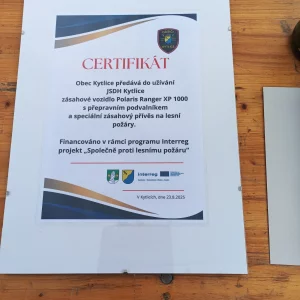 CERTIFIKÁT
Obec Kytlice předává do užívání
JSDH Kytlice
zásahové vozidlo Polaris Ranger XP 1000
s přepravním podvalníkem
a speciální zásahový přívěs na lesní
požáry.
Financováno v rámci programu Interreg
projekt „Společně proti lesnímu požáru“
Interreg
V Kytlicích, dne 23.8.2025